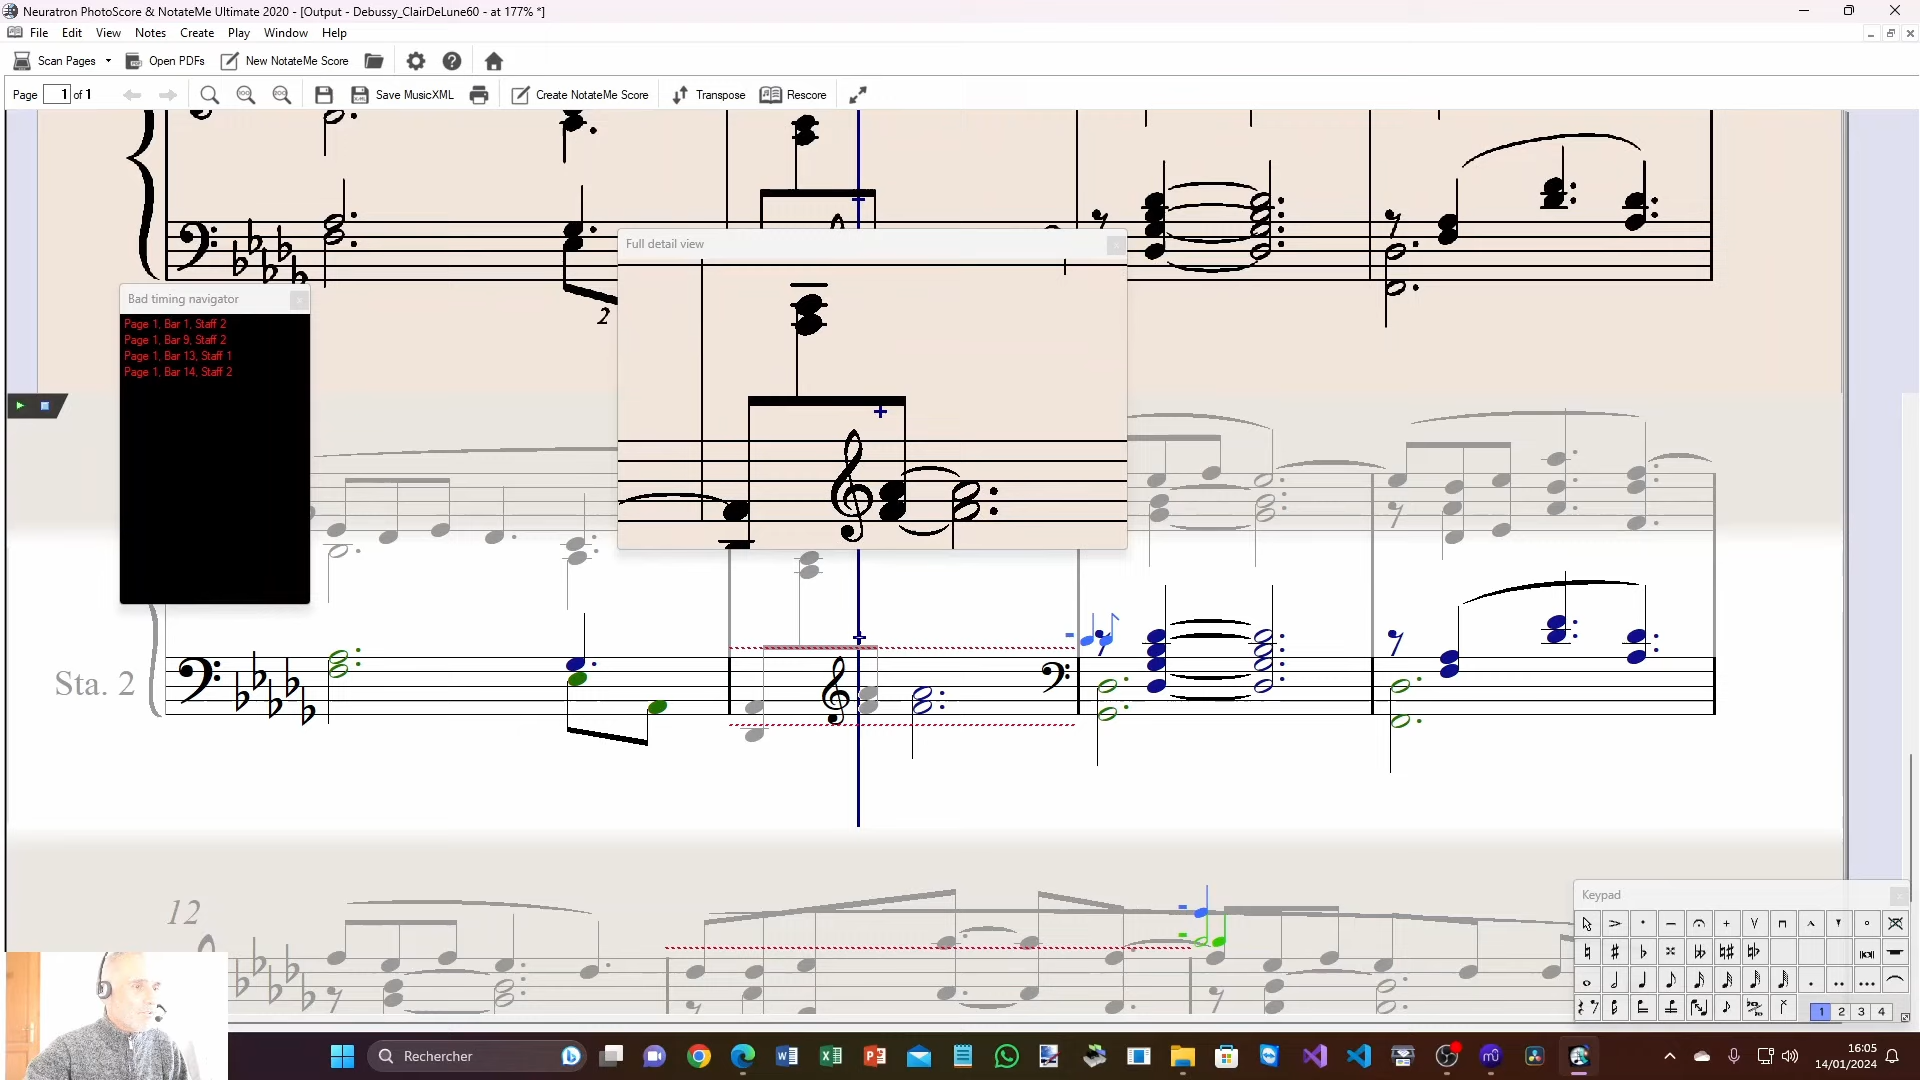 Neuratron PhotoScore & NotateMe Ultimate 2020 - [Output - Debussy_ClairDeLune60 - at 177% *]
File Edit View Notes Create Play Window Help
Scan Pages Open PDFs New NotateMe Score
Page 1 of 1 100 200 Save MusicXML Create NotateMe Score Transpose Rescore
Full detail view
Bad timing navigator
Page 1, Bar 1, Staff 2
Page 1, Bar 9, Staff 2
Page 1, Bar 13, Staff 1
Page 1, Bar 14, Staff 2
2
Sta. 2
12
Keypad
1 2 3 4
Rechercher
16:05
14/01/2024